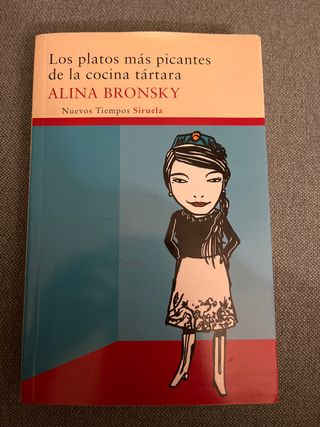 Los platos más picantes
de la cocina tártara
ALINA BRONSKY
Nuevos Tiempos Siruela